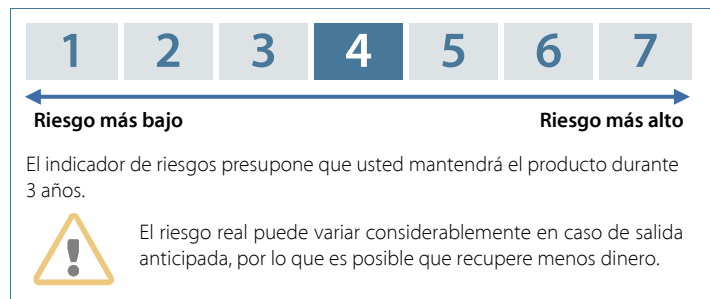 1 2 3 4 5 6 7
Riesgo más bajo Riesgo más alto
El indicador de riesgos presupone que usted mantendrá el producto durante
3 años.
El riesgo real puede variar considerablemente en caso de salida
anticipada, por lo que es posible que recupere menos dinero.